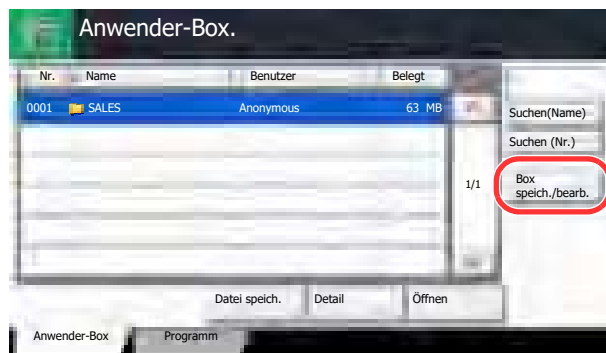 Anwender-Box.
Nr. Name Benutzer Belegt
0001 SALES Anonymous 63 MB
Suchen(Name)
Suchen (Nr.)
1/1
Box
speich./bearb.
Datei speich. Detail Öffnen
Anwender-Box Programm